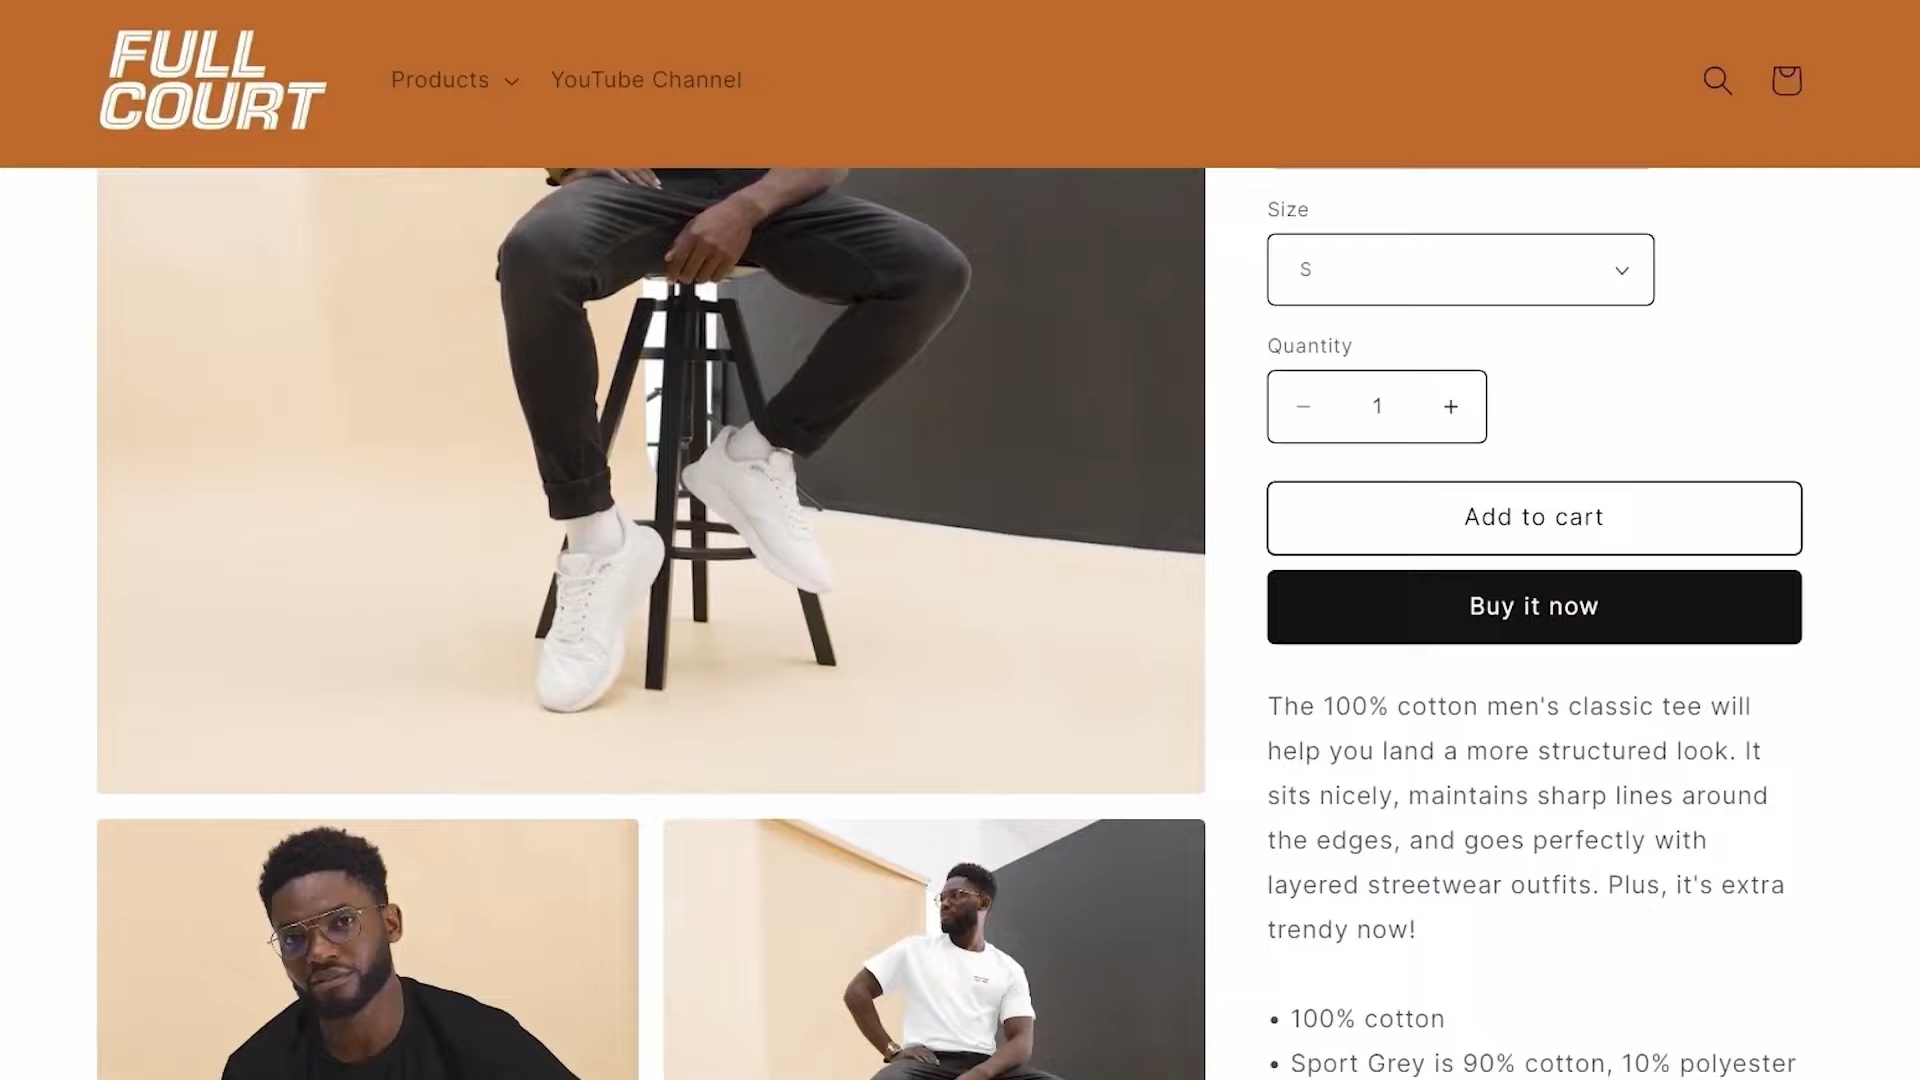 FULL
COURT
Products
YouTube Channel
Size
S
Quantity
1
Add to cart
Buy it now
The 100% cotton men's classic tee will
help you land a more structured look. It
sits nicely, maintains sharp lines around
the edges, and goes perfectly with
layered streetwear outfits. Plus, it's extra
trendy now!
• 100% cotton
• Sport Grey is 90% cotton, 10% polyester